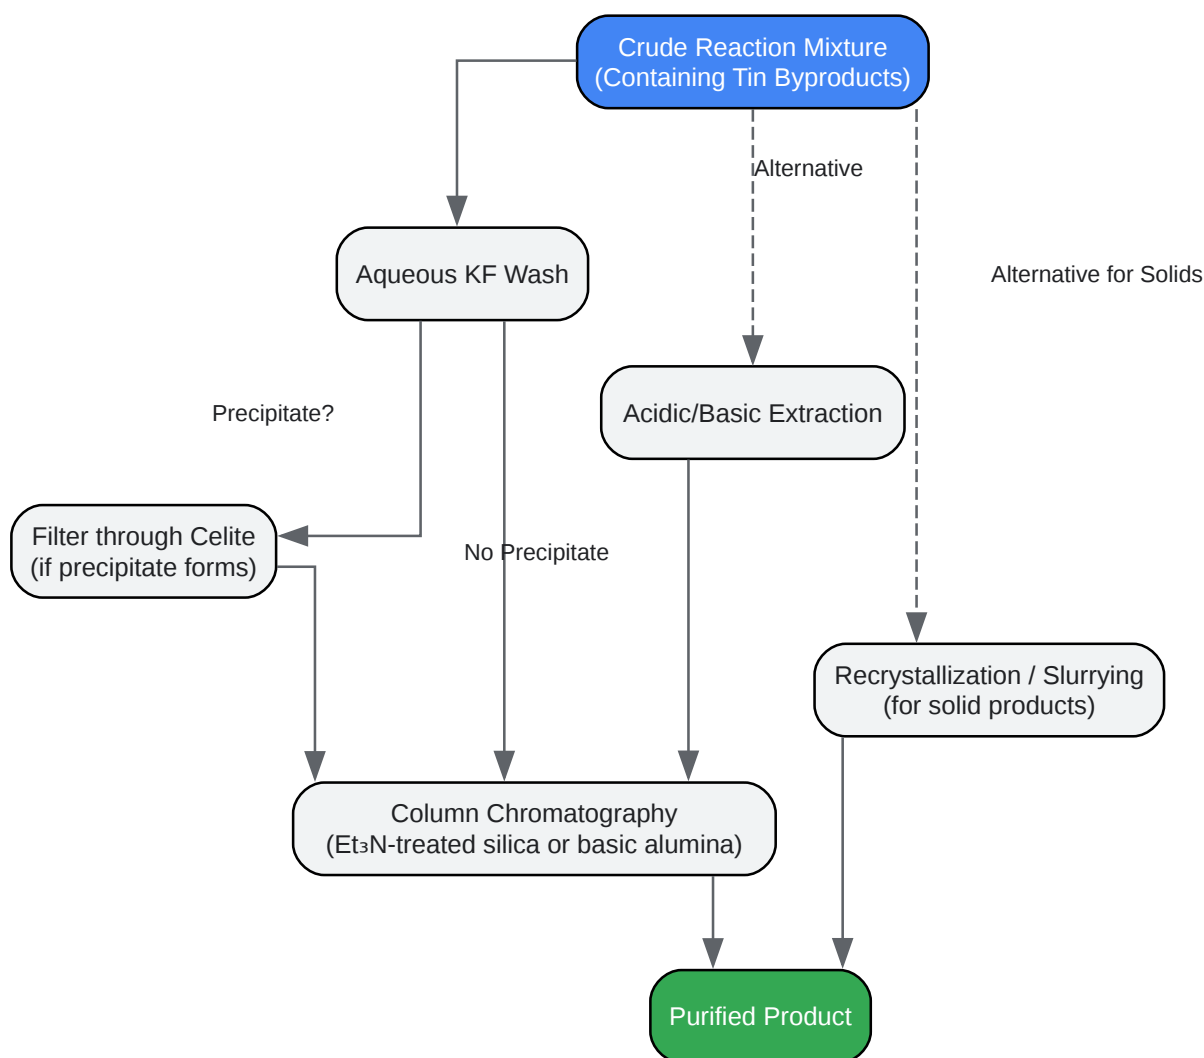 Crude Reaction Mixture
(Containing Tin Byproducts)
Alternative
Aqueous KF Wash
Alternative for Solids
Precipitate?
Acidic/Basic Extraction
Filter through Celite
(if precipitate forms)
No Precipitate
Recrystallization / Slurrying
(for solid products)
Column Chromatography
(Et₃N-treated silica or basic alumina)
Purified Product